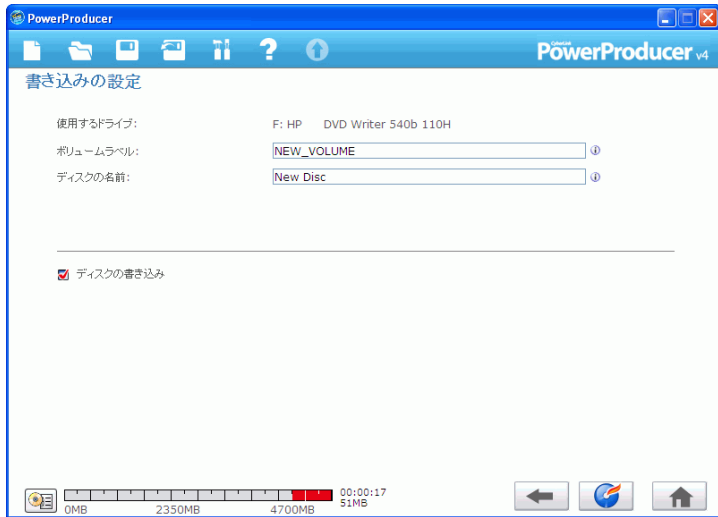 PowerProducer
CyberLink
PowerProducer v4
書き込みの設定
使用するドライブ: F: HP DVD Writer 540b 110H
ボリュームラベル: NEW_VOLUME
ディスクの名前: New Disc
ディスクの書き込み
00:00:17
51MB
0MB 2350MB 4700MB